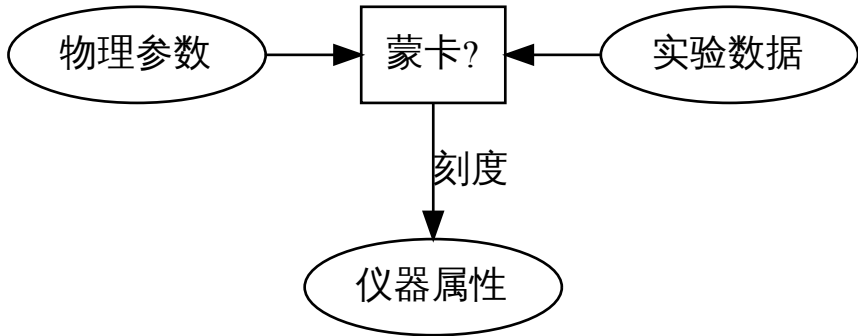 物理参数
蒙卡?
实验数据
刻度
仪器属性